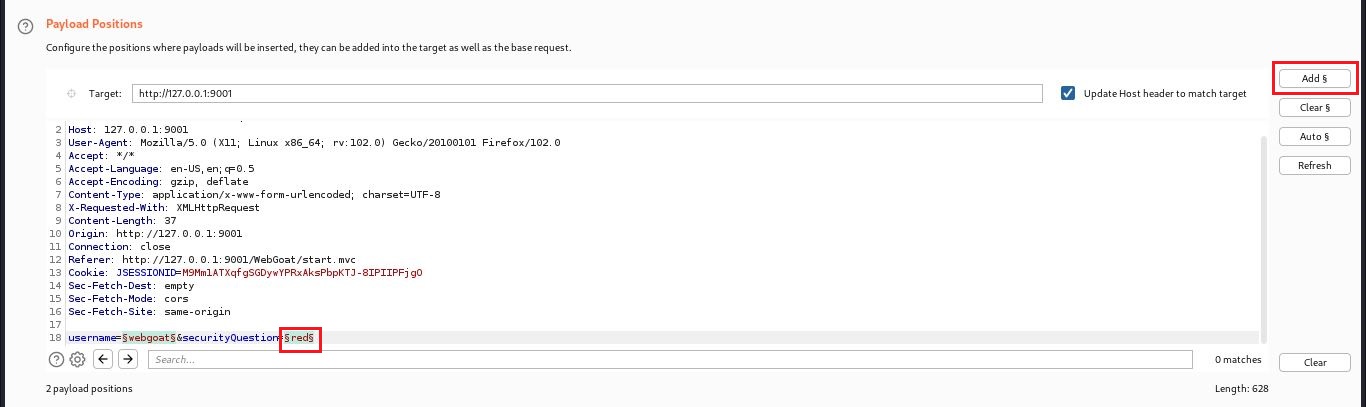 Payload Positions
Configure the positions where payloads will be inserted, they can be added into the target as well as the base request.
Target: http://127.0.0.1:9001 Update Host header to match target
Add §
Clear §
Auto §
Refresh
2 Host: 127.0.0.1:9001
3 User-Agent: Mozilla/5.0 (X11; Linux x86_64; rv:102.0) Gecko/20100101 Firefox/102.0
4 Accept: */*
5 Accept-Language: en-US,en;q=0.5
6 Accept-Encoding: gzip, deflate
7 Content-Type: application/x-www-form-urlencoded; charset=UTF-8
8 X-Requested-With: XMLHttpRequest
9 Content-Length: 37
10 Origin: http://127.0.0.1:9001
11 Connection: close
12 Referer: http://127.0.0.1:9001/WebGoat/start.mvc
13 Cookie: JSESSIONID=M9Mm1ATXqfgSGDywYPRxAksPbpKTJ-8IPIIPFjgO
14 Sec-Fetch-Dest: empty
15 Sec-Fetch-Mode: cors
16 Sec-Fetch-Site: same-origin
17
18 username=§webgoat§&securityQuestion=§red§
Search... 0 matches
Clear
2 payload positions Length: 628